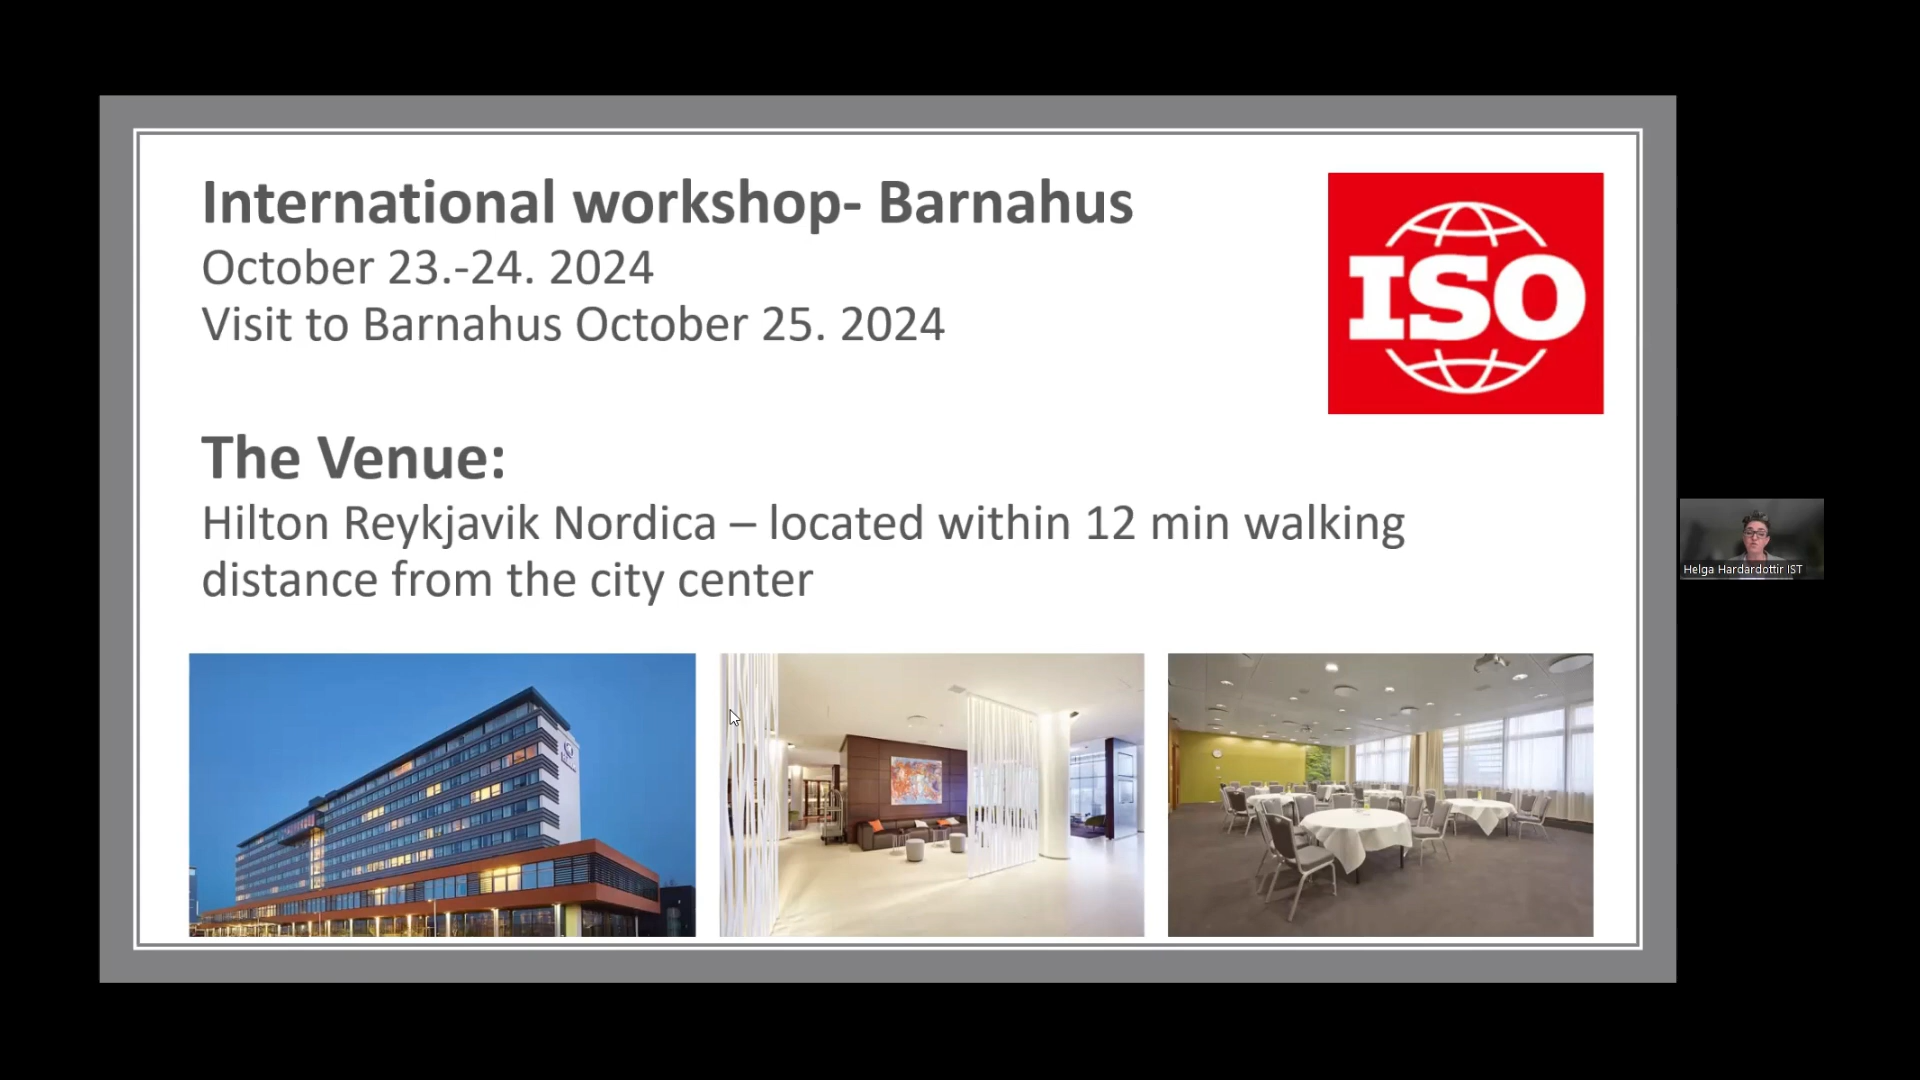 International workshop- Barnahus
October 23.-24. 2024
Visit to Barnahus October 25. 2024
ISO
The Venue:
Hilton Reykjavik Nordica – located within 12 min walking
distance from the city center
Helga Hardardottir IST